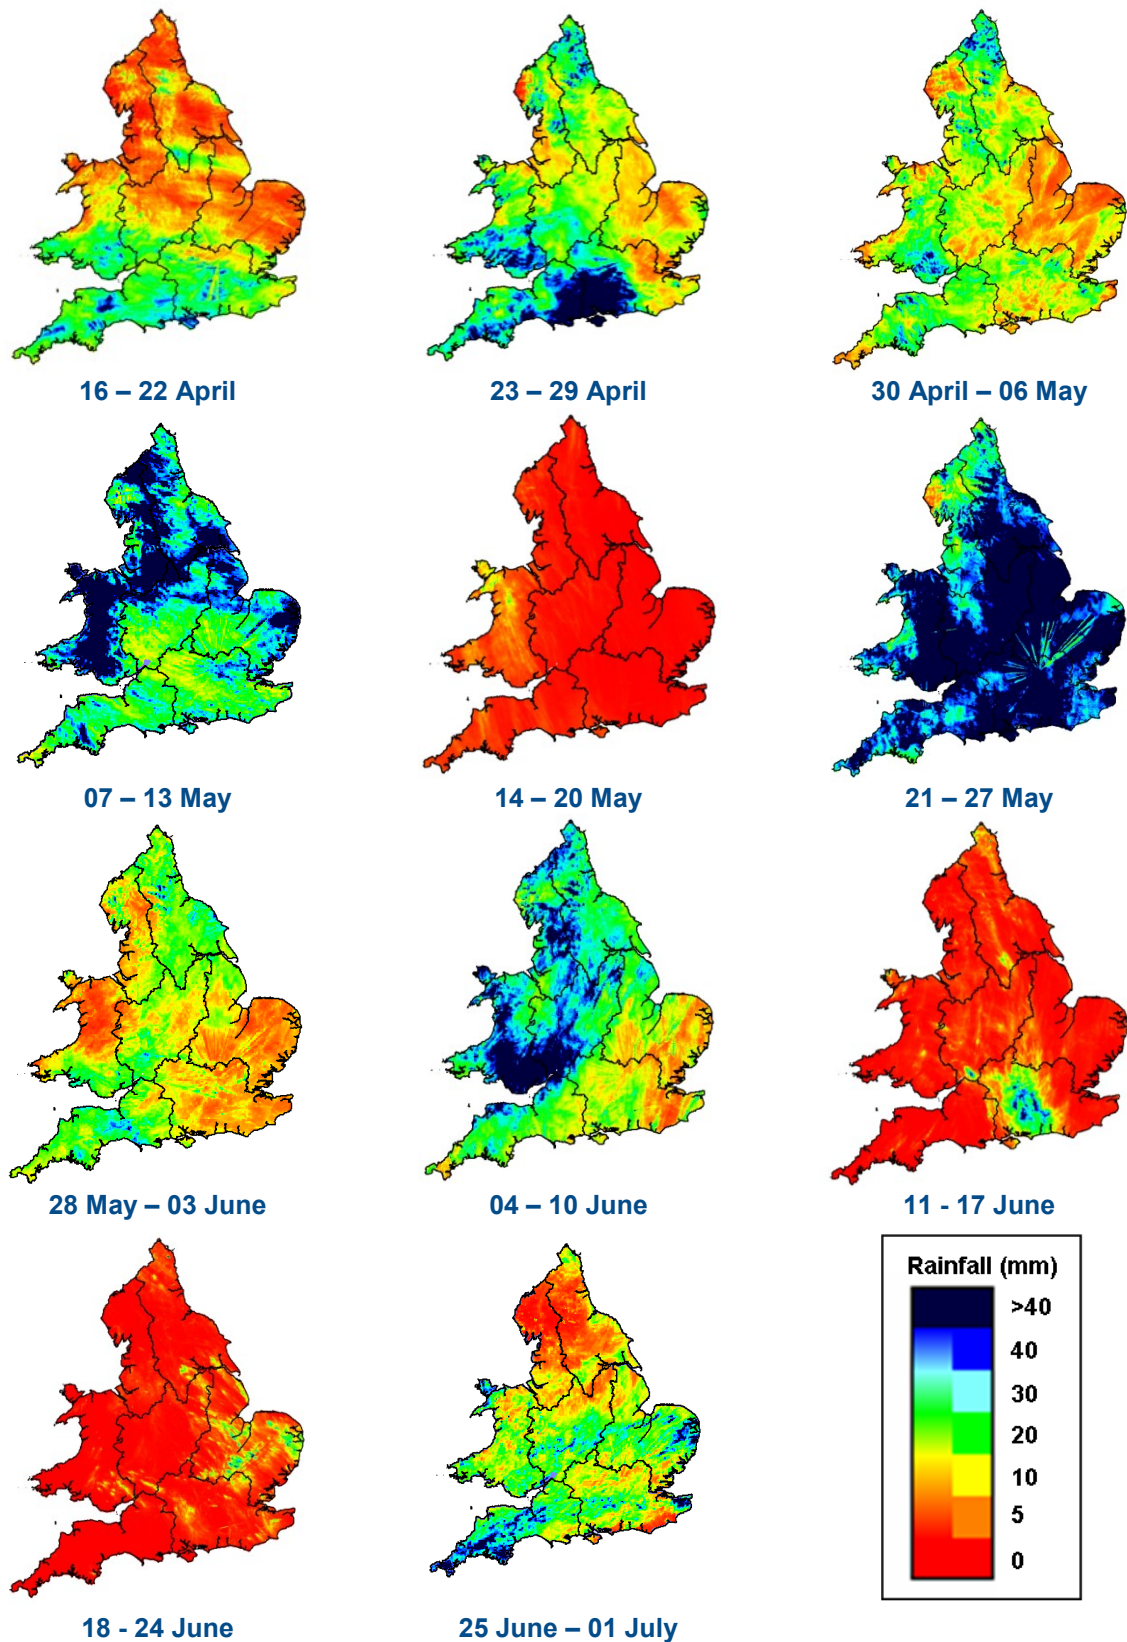 16 – 22 April
23 – 29 April
30 April – 06 May
07 – 13 May
14 – 20 May
21 – 27 May
28 May – 03 June
04 – 10 June
11 - 17 June
18 - 24 June
25 June – 01 July
Rainfall (mm)
>40
40
30
20
10
5
0